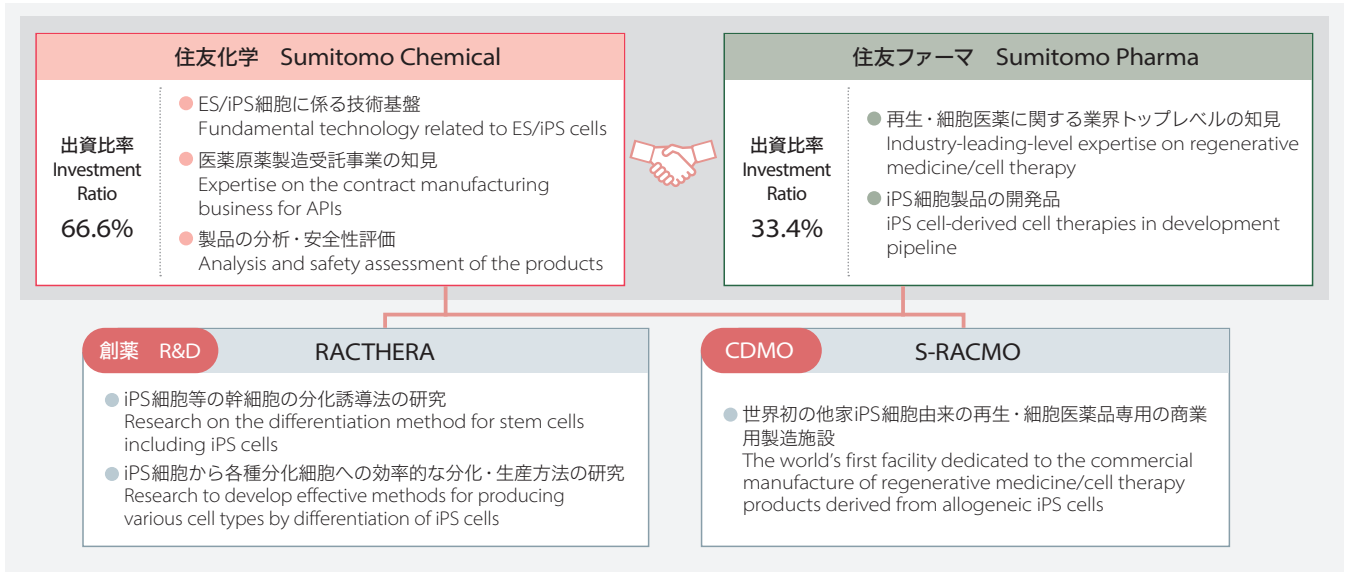 住友化学 Sumitomo Chemical
出資比率
Investment
Ratio
66.6%
ES/iPS細胞に係る技術基盤
Fundamental technology related to ES/iPS cells
医薬原薬製造受託事業の知見
Expertise on the contract manufacturing
business for APIs
製品の分析・安全性評価
Analysis and safety assessment of the products
住友ファーマ Sumitomo Pharma
出資比率
Investment
Ratio
33.4%
再生・細胞医薬に関する業界トップレベルの知見
Industry-leading-level expertise on regenerative
medicine/cell therapy
iPS細胞製品の開発品
iPS cell-derived cell therapies in development
pipeline
創薬 R&D
RACTHERA
iPS細胞等の幹細胞の分化誘導法の研究
Research on the differentiation method for stem cells
including iPS cells
iPS細胞から各種分化細胞への効率的な分化・生産方法の研究
Research to develop effective methods for producing
various cell types by differentiation of iPS cells
CDMO
S-RACMO
世界初の他家iPS細胞由来の再生・細胞医薬品専用の商業
用製造施設
The world's first facility dedicated to the commercial
manufacture of regenerative medicine/cell therapy
products derived from allogeneic iPS cells